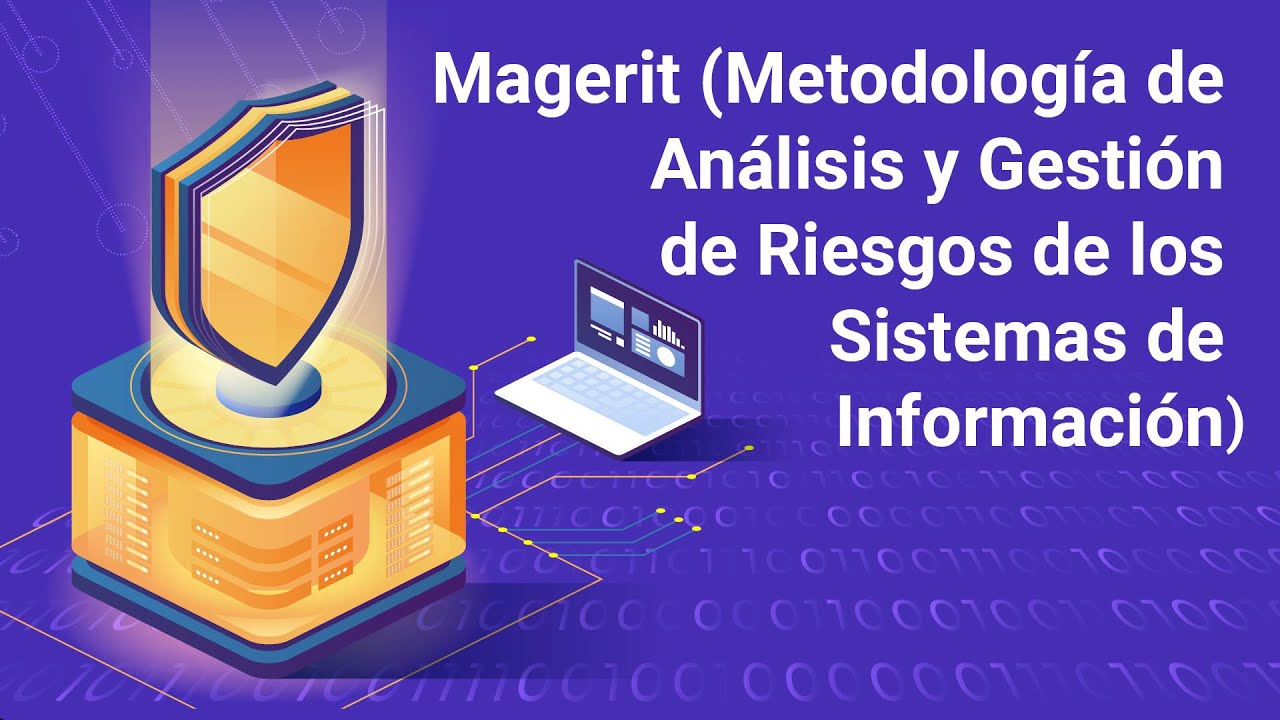 Magerit (Metodología de
Análisis y Gestión
de Riesgos de los
Sistemas de
Información)